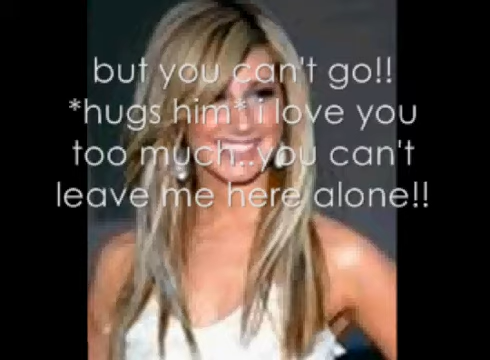 but you can't go!!
*hugs him* i love you
too much..you can't
leave me here alone!!